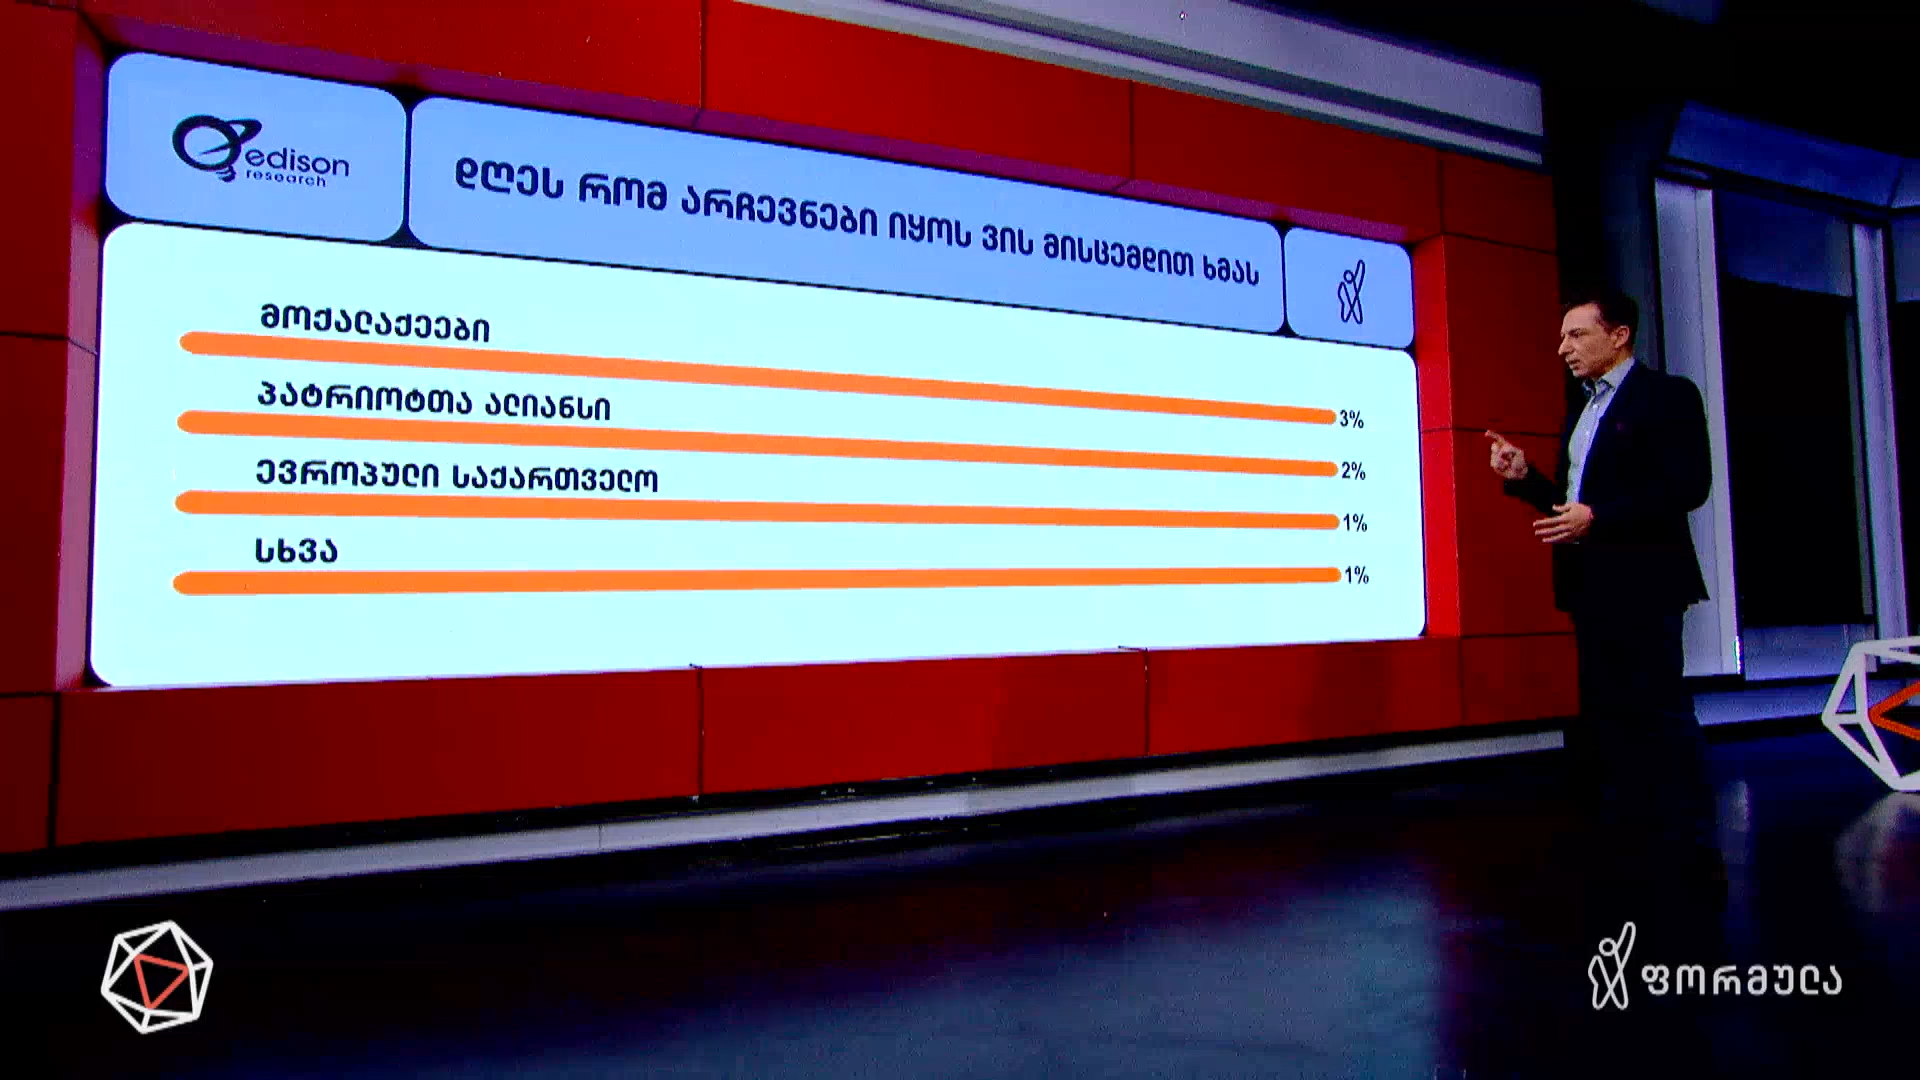 edison
research
ᲓᲦᲔᲡ ᲠᲝᲛ ᲐᲠᲩᲔᲕᲜᲔᲑᲘ ᲘᲧᲝᲡ ᲕᲘᲡ ᲛᲘᲡᲪᲔᲛᲓᲘᲗ ᲮᲛᲐᲡ
ᲛᲝᲥᲐᲚᲐᲥᲔᲔᲑᲘ
3%
ᲞᲐᲢᲠᲘᲝᲢᲗᲐ ᲐᲚᲘᲐᲜᲡᲘ
2%
ᲔᲕᲠᲝᲞᲣᲚᲘ ᲡᲐᲥᲐᲠᲗᲕᲔᲚᲝ
1%
ᲡᲮᲕᲐ
1%
ᲤᲝᲠᲛᲣᲚᲐ